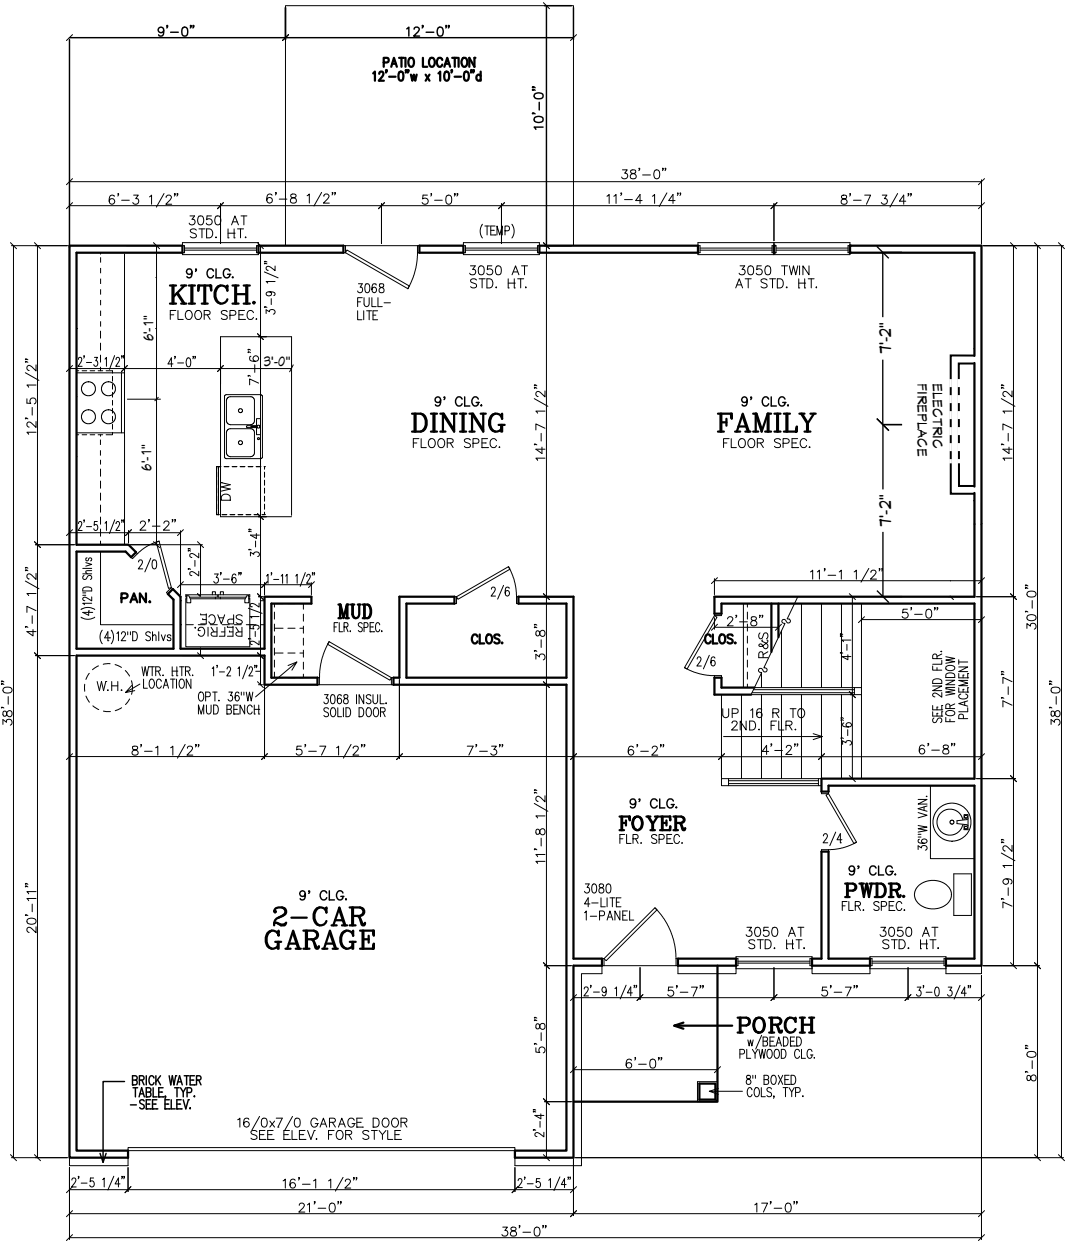 9'-0"
12'-0"
PATIO LOCATION
12'-0"w x 10'-0"d
10'-0"
38'-0"
6'-3 1/2"
6'-8 1/2"
5'-0"
11'-4 1/4"
8'-7 3/4"
3050 AT
STD. HT.
(TEMP)
9' CLG.
KITCH.
FLOOR SPEC.
3'-9 1/2"
3068
FULL-
LITE
3050 AT
STD. HT.
3050 TWIN
AT STD. HT.
6'-1"
7'-2"
2'-3 1/2"
4'-0"
7'-6"
3'-0"
12'-5 1/2"
9' CLG.
DINING
FLOOR SPEC.
14'-7 1/2"
9' CLG.
FAMILY
FLOOR SPEC.
ELECTRIC
FIREPLACE
14'-7 1/2"
6'-1"
DW
7'-2"
2'-5 1/2"
2'-2"
3'-4"
2/0
2'-2"
3'-6"
1'-11 1/2"
2/6
11'-1 1/2"
30'-0"
4'-7 1/2"
(4)12"D Shlvs
PAN.
(4)12"D Shlvs
REFRIG.
SPACE
2'-5 1/2"
MUD
FLR. SPEC.
CLOS.
3'-8"
2'-8"
CLOS.
2/6
R&S
4'-1"
5'-0"
SEE 2ND FLR.
FOR WINDOW
PLACEMENT
7'-7"
W.H.
WTR. HTR.
LOCATION
1'-2 1/2"
OPT. 36"W
MUD BENCH
3068 INSUL.
SOLID DOOR
UP 16 R TO
2ND. FLR.
3'-6"
38'-0"
38'-0"
8'-1 1/2"
5'-7 1/2"
7'-3"
6'-2"
4'-2"
6'-8"
11'-8 1/2"
9' CLG.
FOYER
FLR. SPEC.
2/4
36"W VAN.
9' CLG.
PWDR.
FLR. SPEC.
7'-9 1/2"
20'-11"
9' CLG.
2-CAR
GARAGE
3080
4-LITE
1-PANEL
3050 AT
STD. HT.
3050 AT
STD. HT.
2'-9 1/4"
5'-7"
5'-7"
3'-0 3/4"
5'-8"
PORCH
w/BEADED
PLYWOOD CLG.
6'-0"
8" BOXED
COLS, TYP.
8'-0"
BRICK WATER
TABLE, TYP.
-SEE ELEV.
16/0x7/0 GARAGE DOOR
SEE ELEV. FOR STYLE
2'-4"
2'-5 1/4"
16'-1 1/2"
2'-5 1/4"
21'-0"
17'-0"
38'-0"